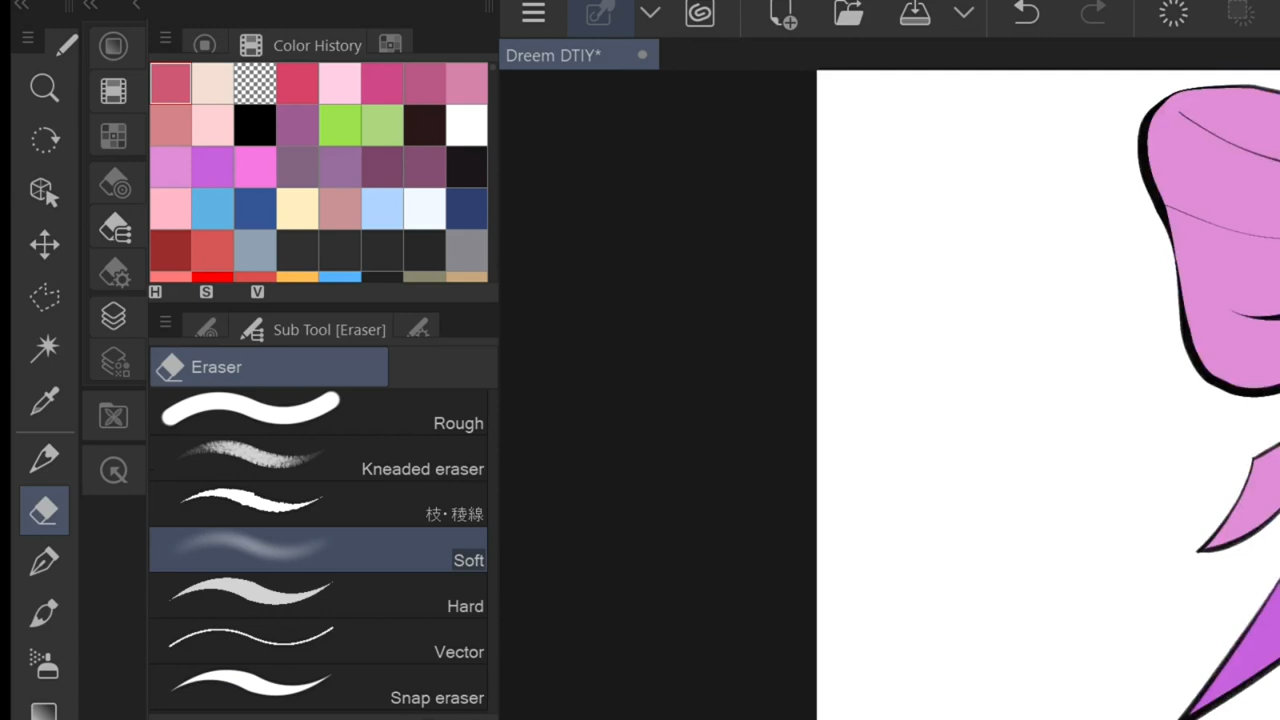 Color History
Dreem DTIY*
H S V
Sub Tool [Eraser]
Eraser
Rough
Kneaded eraser
枝・稜線
Soft
Hard
Vector
Snap eraser